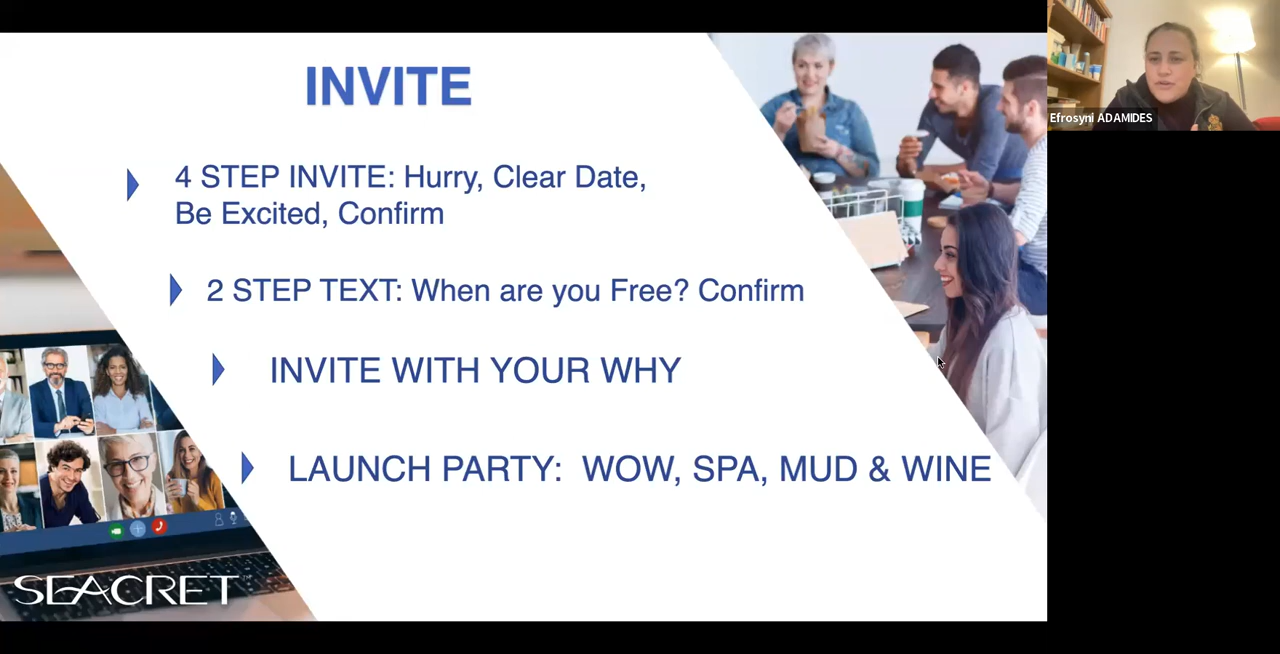 INVITE
4 STEP INVITE: Hurry, Clear Date,
Be Excited, Confirm
2 STEP TEXT: When are you Free? Confirm
INVITE WITH YOUR WHY
LAUNCH PARTY: WOW, SPA, MUD & WINE
SEACRET
Efrosyni ADAMIDES